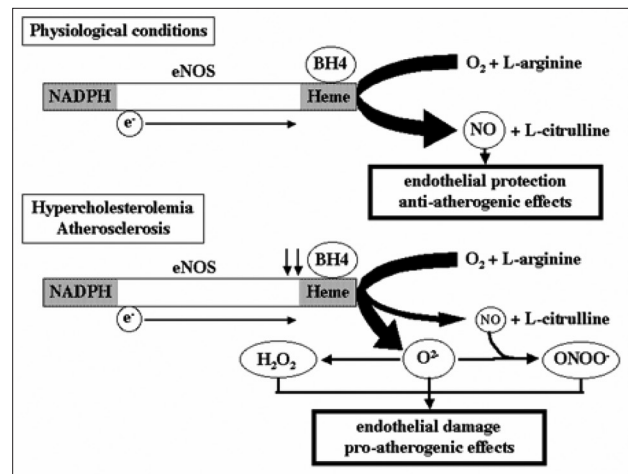 Physiological conditions
eNOS
BH4
O₂ + L-arginine
NADPH
Heme
e⁻
NO + L-citrulline
endothelial protection
anti-atherogenic effects
Hypercholesterolemia
Atherosclerosis
eNOS
BH4
O₂ + L-arginine
NADPH
Heme
e⁻
NO + L-citrulline
H₂O₂
O²⁻
ONOO⁻
endothelial damage
pro-atherogenic effects